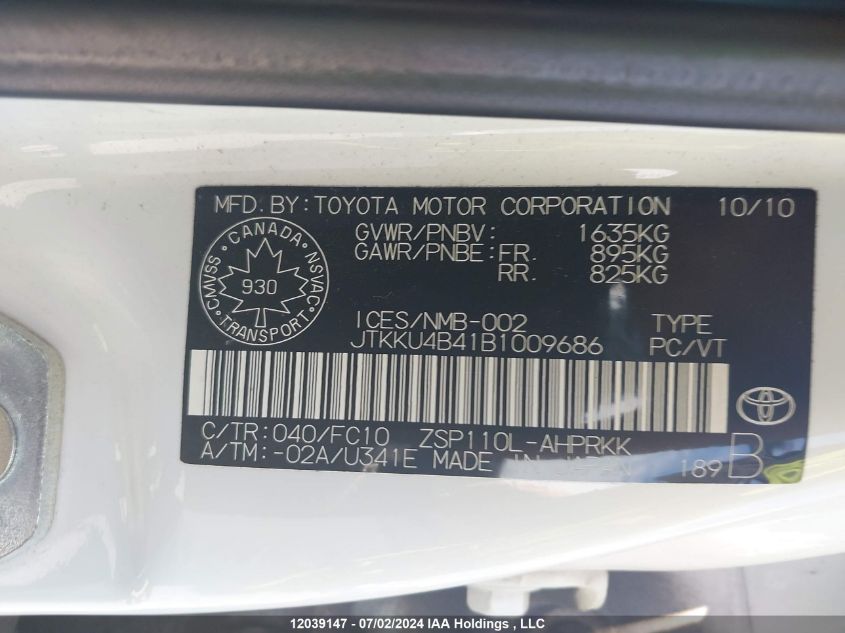 MFD.BY:TOYOTA MOTOR CORPORATION 10/10
GVWR/PNBV: 1635KG
GAWR/PNBE:FR. 895KG
RR. 825KG
CANADA
CMVSS
NSVAC
930
TRANSPORT
ICES/NMB-002 TYPE
JTKKU4B41B1009686 PC/VT
C/TR:040/FC10 ZSP110L-AHPRKK
A/TM:-02A/U341E MADE IN JAPAN 189 B
12039147 - 07/02/2024 IAA Holdings, LLC